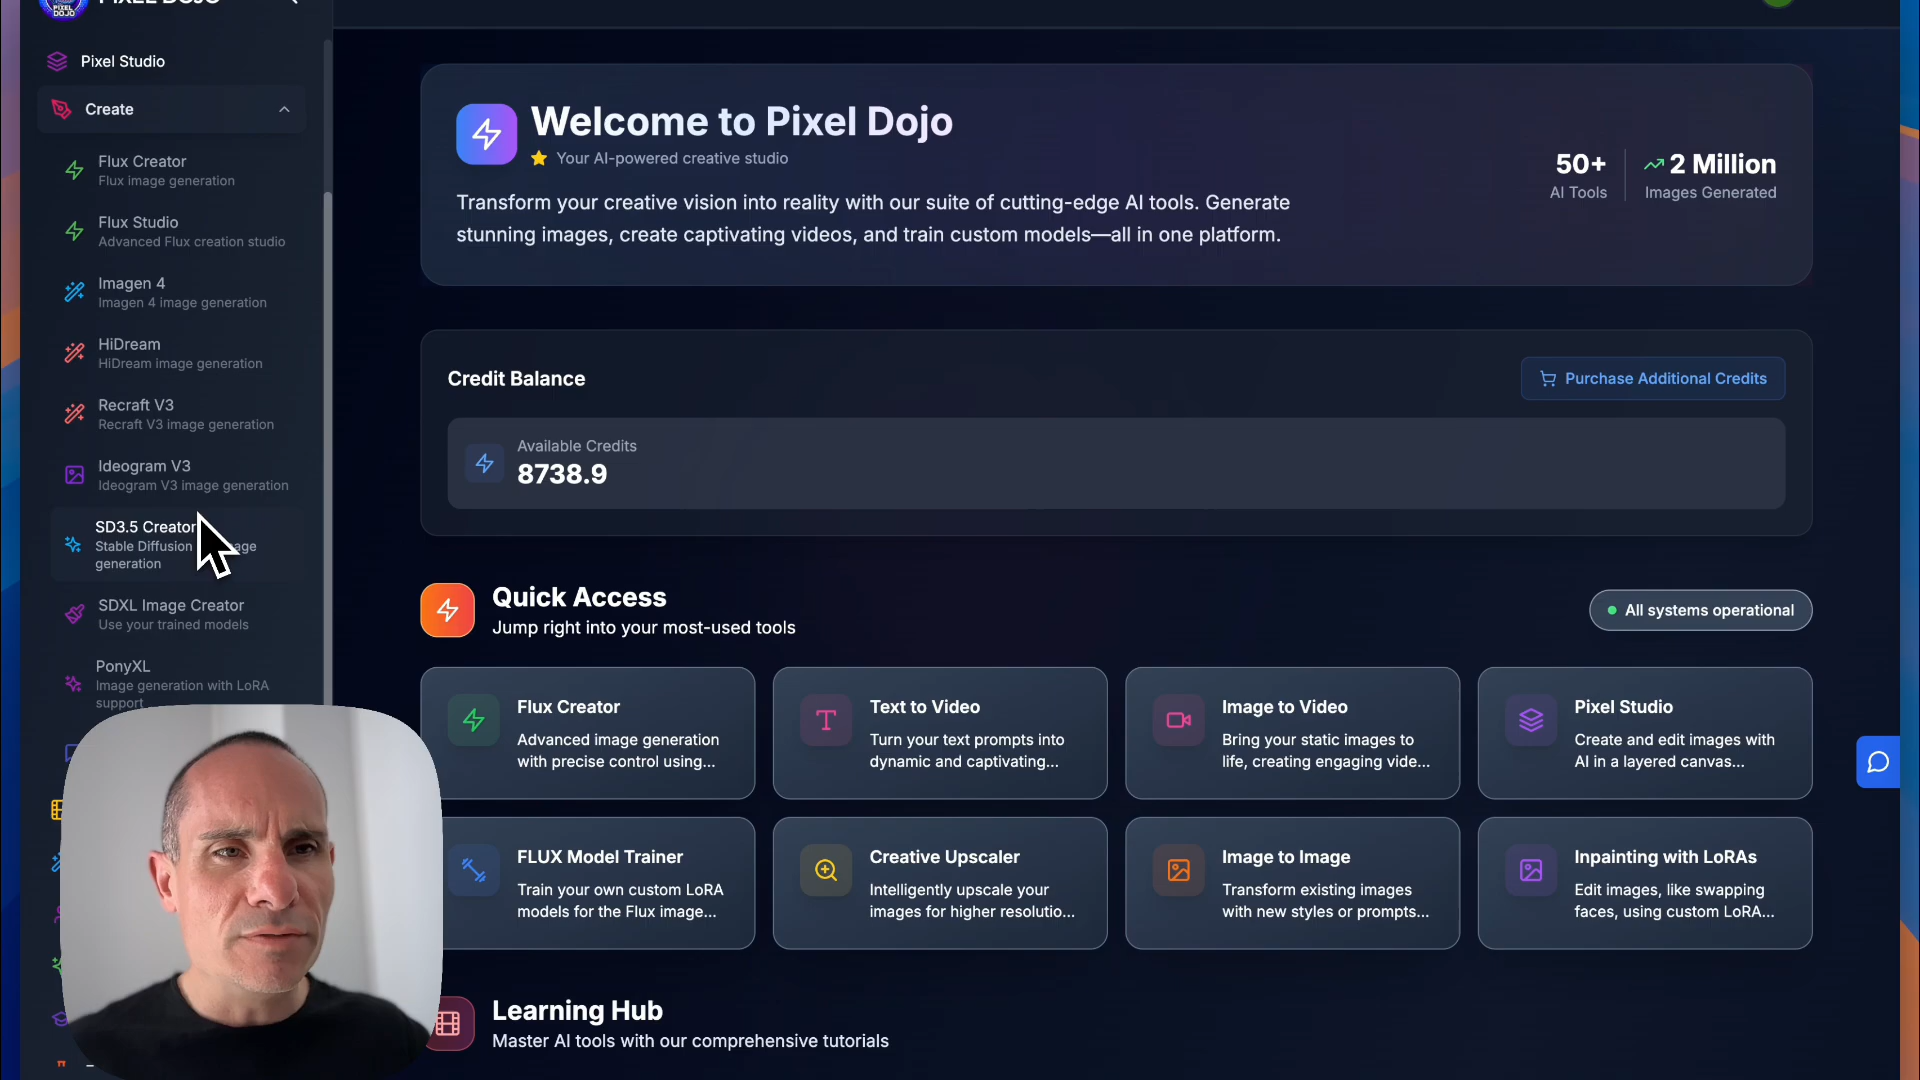 PIXEL DOJO
PIXEL
DOJO
Pixel Studio
Create
Flux Creator
Flux image generation
Flux Studio
Advanced Flux creation studio
Imagen 4
Imagen 4 image generation
HiDream
HiDream image generation
Recraft V3
Recraft V3 image generation
Ideogram V3
Ideogram V3 image generation
SD3.5 Creator
Stable Diffusion
generation
SDXL Image Creator
Use your trained models
PonyXL
Image generation with LoRA
support
Welcome to Pixel Dojo
Your AI-powered creative studio
Transform your creative vision into reality with our suite of cutting-edge AI tools. Generate
stunning images, create captivating videos, and train custom models—all in one platform.
50+
AI Tools
2 Million
Images Generated
Credit Balance
Purchase Additional Credits
Available Credits
8738.9
Quick Access
Jump right into your most-used tools
All systems operational
Flux Creator
Advanced image generation
with precise control using...
Text to Video
Turn your text prompts into
dynamic and captivating...
Image to Video
Bring your static images to
life, creating engaging vide...
Pixel Studio
Create and edit images with
AI in a layered canvas...
FLUX Model Trainer
Train your own custom LoRA
models for the Flux image...
Creative Upscaler
Intelligently upscale your
images for higher resolutio...
Image to Image
Transform existing images
with new styles or prompts...
Inpainting with LoRAs
Edit images, like swapping
faces, using custom LoRA...
Learning Hub
Master AI tools with our comprehensive tutorials